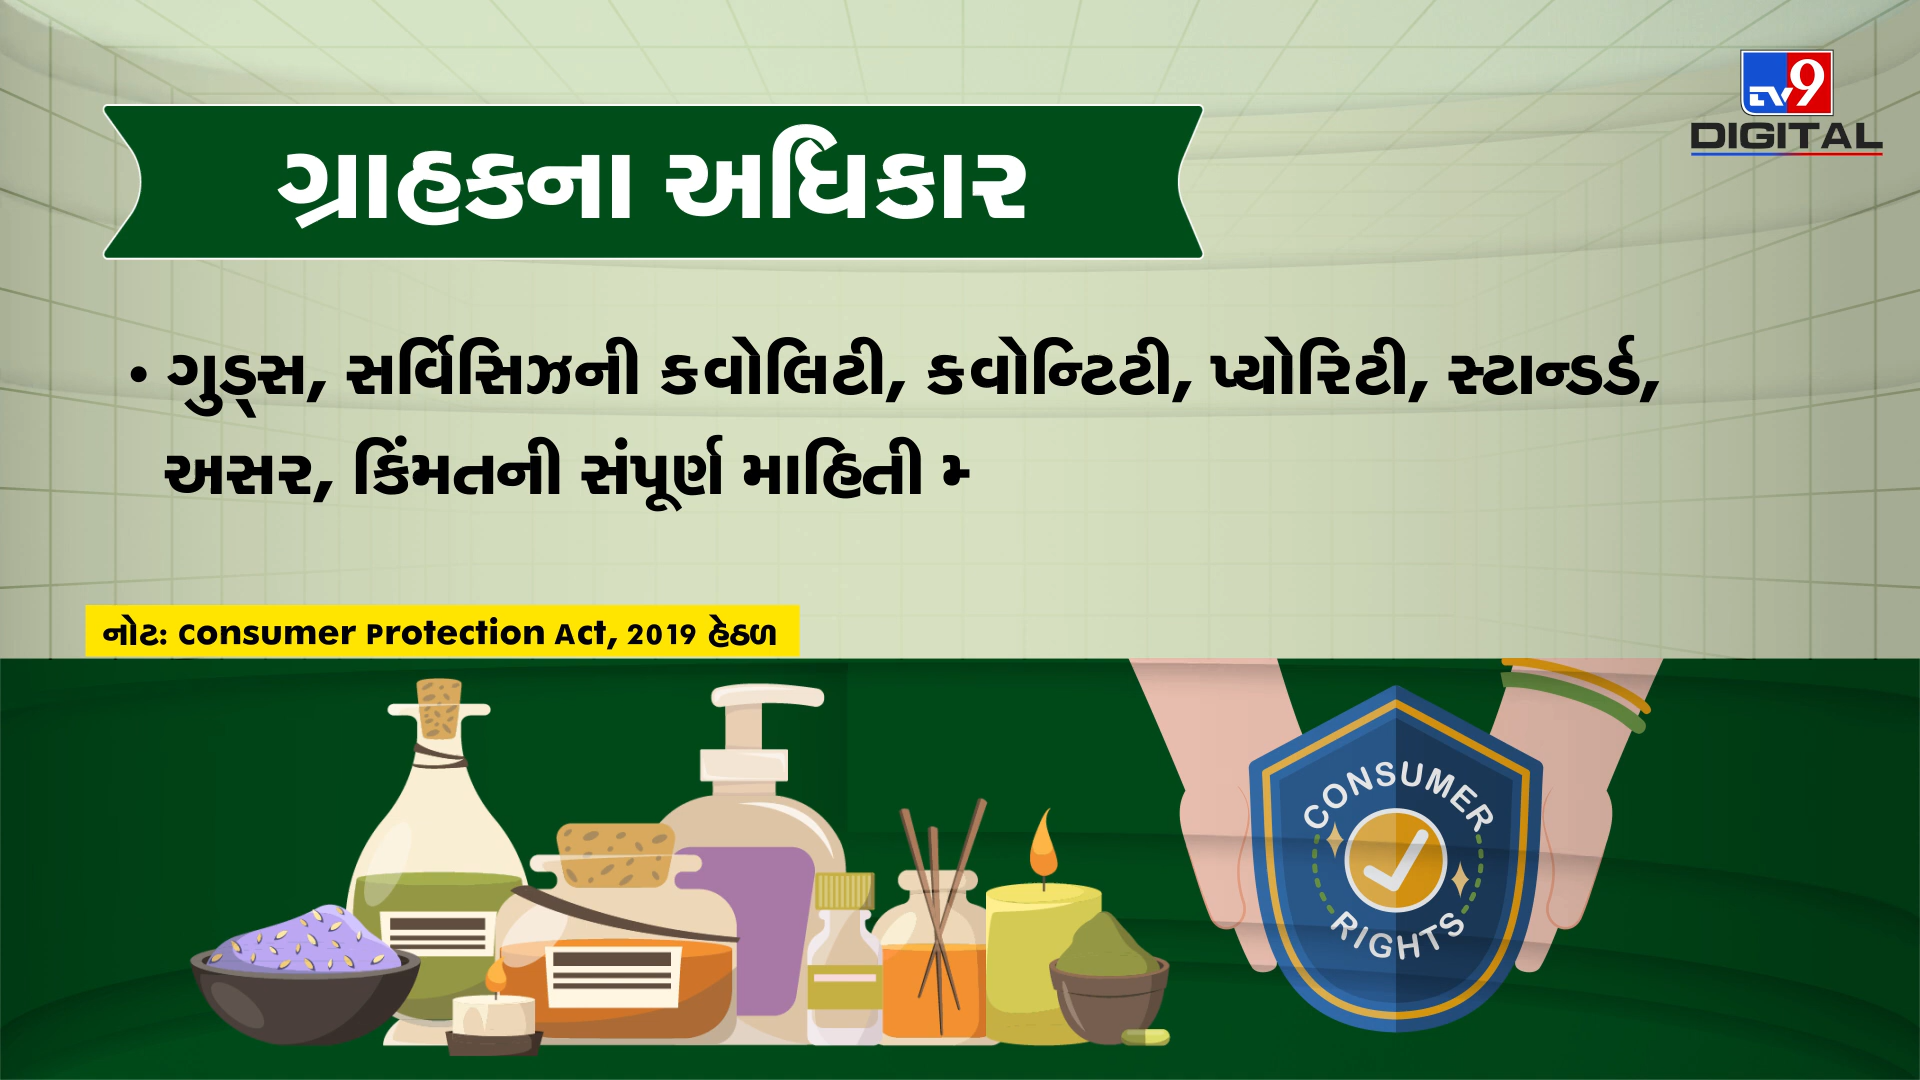 tv9
DIGITAL
ગ્રાહકના અધિકાર
• ગુડ્સ, સર્વિસિઝની કવોલિટી, કવોન્ટિટી, પ્યોરિટી, સ્ટાન્ડર્ડ,
અસર, કિંમતની સંપૂર્ણ માહિતી
નોટ: Consumer Protection Act, 2019 હેઠળ
CONSUMER
RIGHTS